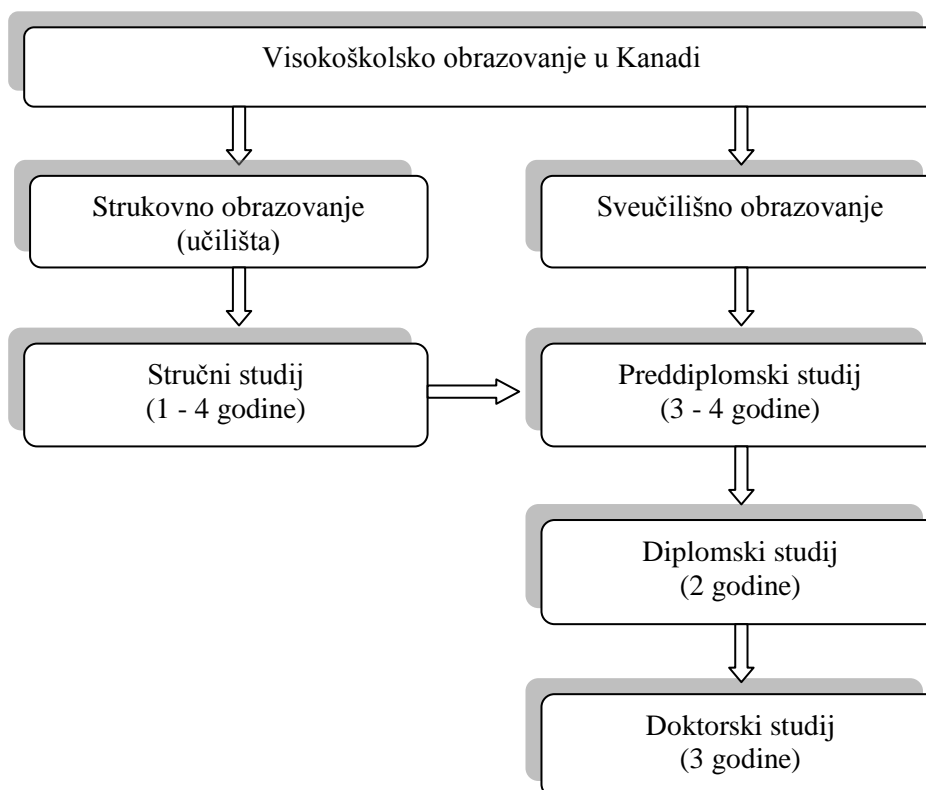 Visokoškolsko obrazovanje u Kanadi
Strukovno obrazovanje
(učilišta)
Sveučilišno obrazovanje
Stručni studij
(1 - 4 godine)
Preddiplomski studij
(3 - 4 godine)
Diplomski studij
(2 godine)
Doktorski studij
(3 godine)